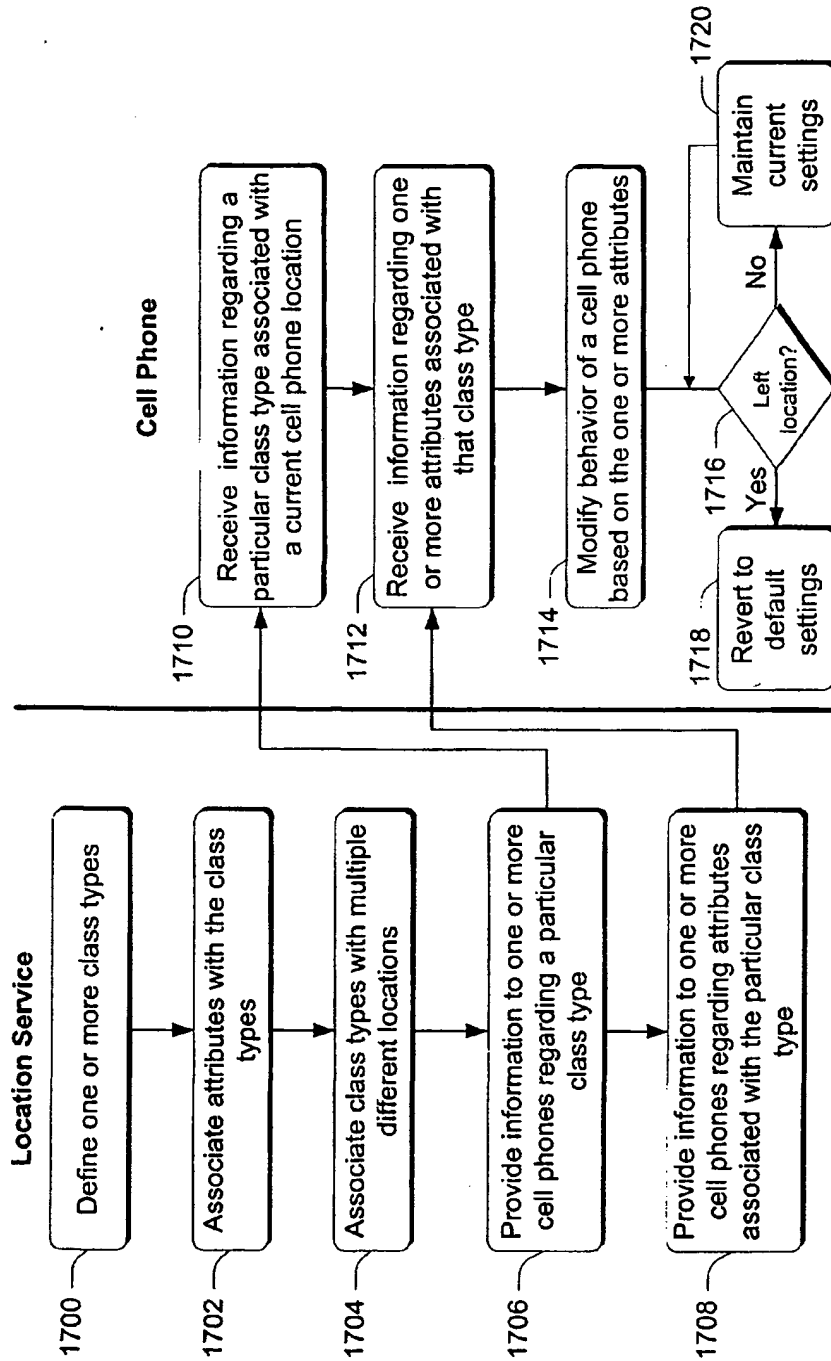 Location Service
1700
Define one or more class types
1702
Associate attributes with the class
types
1704
Associate class types with multiple
different locations
1706
Provide information to one or more
cell phones regarding a particular
class type
1708
Provide information to one or more
cell phones regarding attributes
associated with the particular class
type
Cell Phone
1710
Receive information regarding a
particular class type associated with
a current cell phone location
1712
Receive information regarding one
or more attributes associated with
that class type
1714
Modify behavior of a cell phone
based on the one or more attributes
1716
Left
location?
Yes
No
1718
Revert to
default
settings
1720
Maintain
current
settings